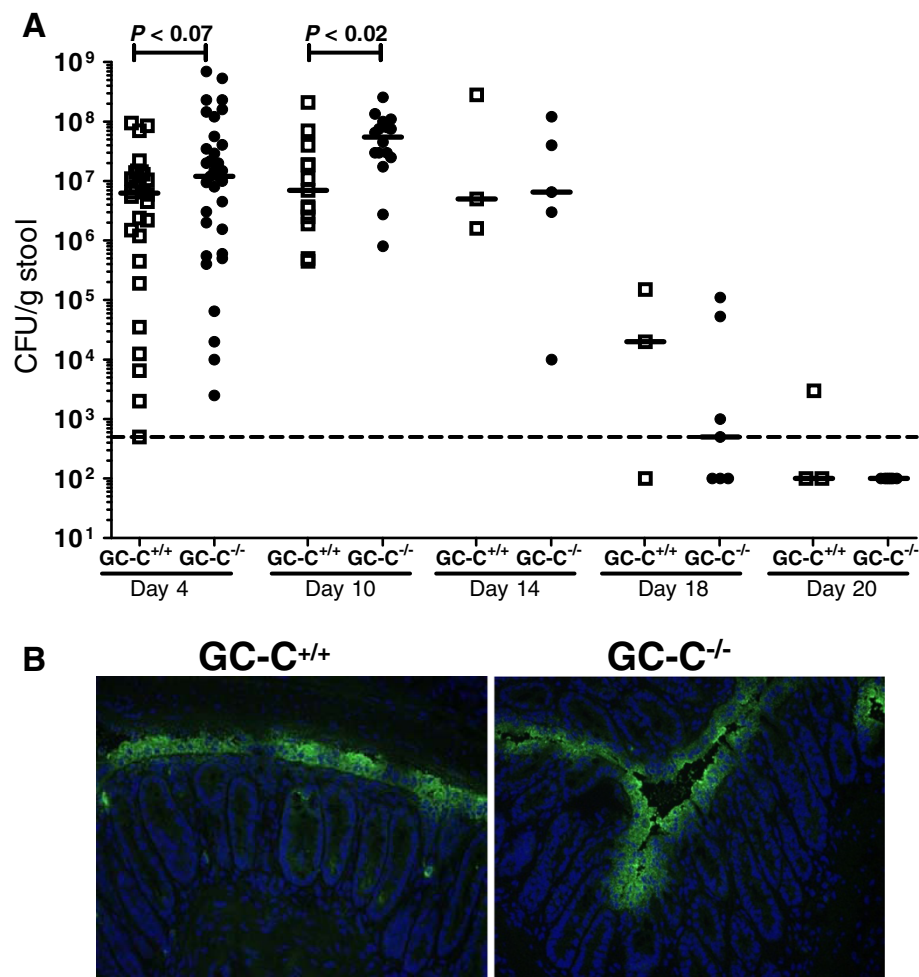 A
P < 0.07
P < 0.02
CFU/g stool
10⁹
10⁸
10⁷
10⁶
10⁵
10⁴
10³
10²
10¹
GC-C+/+ GC-C-/- GC-C+/+ GC-C-/- GC-C+/+ GC-C-/- GC-C+/+ GC-C-/- GC-C+/+ GC-C-/-
Day 4 Day 10 Day 14 Day 18 Day 20
B
GC-C+/+ GC-C-/-